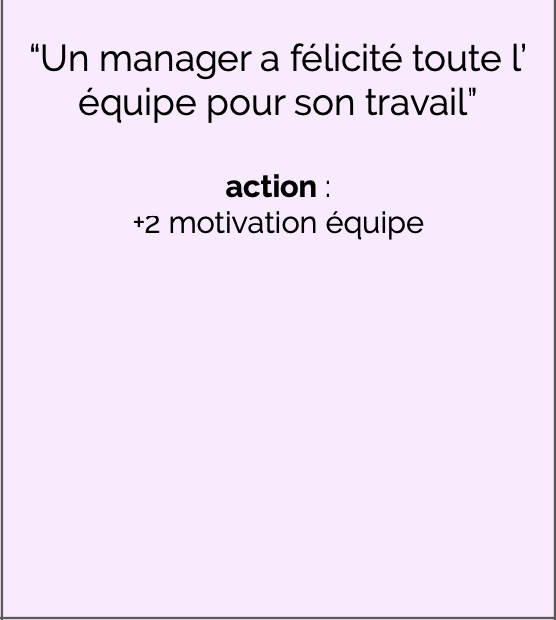 “Un manager a félicité toute l’
équipe pour son travail”
action :
+2 motivation équipe